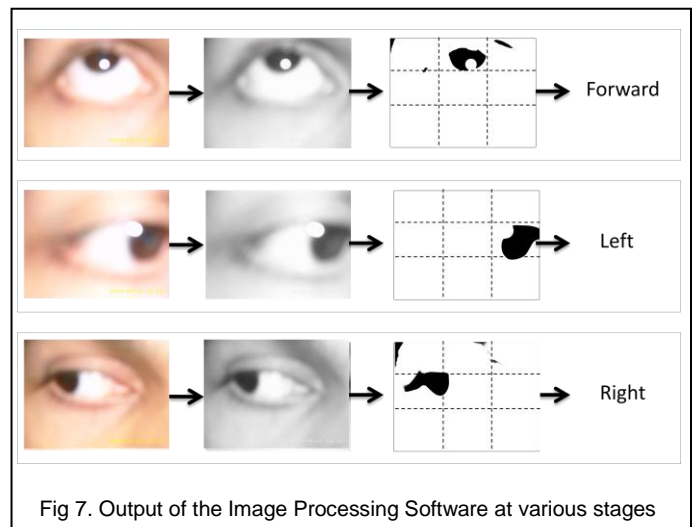 Forward
Left
Right
Fig 7. Output of the Image Processing Software at various stages